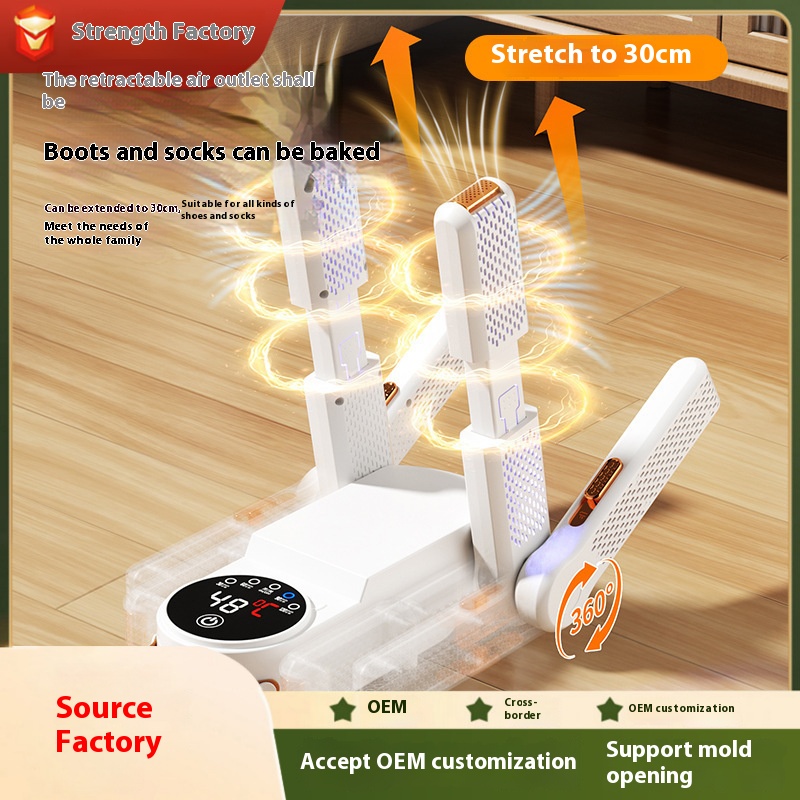 Strength Factory
Stretch to 30cm
The retractable air outlet shall
be
Boots and socks can be baked
Can be extended to 30cm, Suitable for all kinds of
shoes and socks
Meet the needs of
the whole family
48°C
360°
Source
Factory
OEM
Cross-
border
OEM customization
Accept OEM customization
Support mold
opening